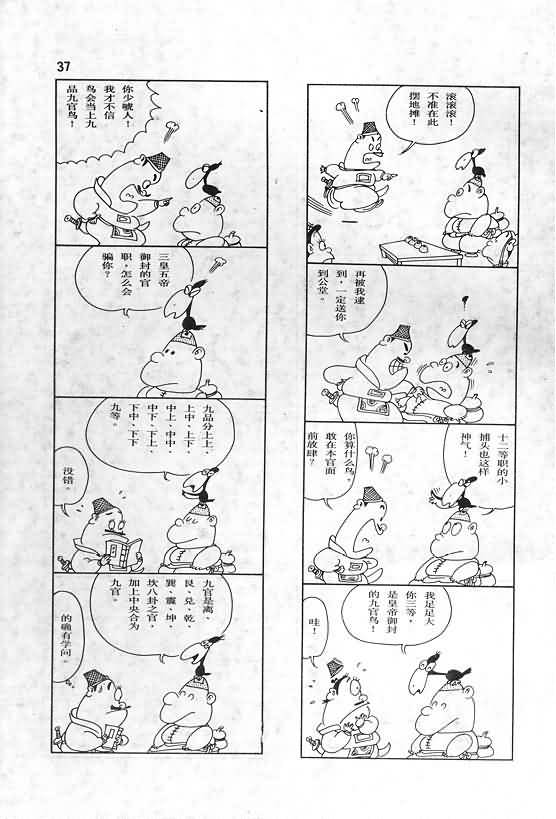 37
滚滚滚！
不准在此
摆地摊！
再被我逮
到，一定送你
到公堂。
十二等职的小
捕头也这样
神气！
你算什么鸟，
敢在本官面
前放肆？
我足足大
你三等，
是皇帝御封
的九官鸟！
哇！
你少唬人！
我才不信
鸟会当上九
品九官鸟！
三皇五帝
御封的官
职，怎么会
骗你？
九品分上上、
上中、上下、
中上、中中、
中下、下上、
下中、下下
九等。
没错。
九官是离、
艮、兑、乾、
巽、震、坤、
坎八卦之官，
加上中央合为
九官。
的确有学问。